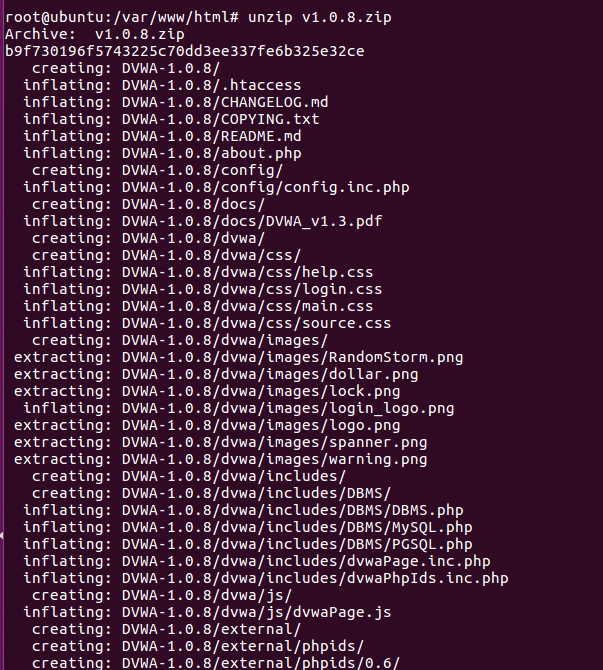 root@ubuntu:/var/www/html# unzip v1.0.8.zip
Archive:  v1.0.8.zip
b9f730196f5743225c70dd3ee337fe6b325e32ce
   creating: DVWA-1.0.8/
  inflating: DVWA-1.0.8/.htaccess
  inflating: DVWA-1.0.8/CHANGELOG.md
  inflating: DVWA-1.0.8/COPYING.txt
  inflating: DVWA-1.0.8/README.md
  inflating: DVWA-1.0.8/about.php
   creating: DVWA-1.0.8/config/
  inflating: DVWA-1.0.8/config/config.inc.php
   creating: DVWA-1.0.8/docs/
  inflating: DVWA-1.0.8/docs/DVWA_v1.3.pdf
   creating: DVWA-1.0.8/dvwa/
   creating: DVWA-1.0.8/dvwa/css/
  inflating: DVWA-1.0.8/dvwa/css/help.css
  inflating: DVWA-1.0.8/dvwa/css/login.css
  inflating: DVWA-1.0.8/dvwa/css/main.css
  inflating: DVWA-1.0.8/dvwa/css/source.css
   creating: DVWA-1.0.8/dvwa/images/
 extracting: DVWA-1.0.8/dvwa/images/RandomStorm.png
 extracting: DVWA-1.0.8/dvwa/images/dollar.png
 extracting: DVWA-1.0.8/dvwa/images/lock.png
  inflating: DVWA-1.0.8/dvwa/images/login_logo.png
 extracting: DVWA-1.0.8/dvwa/images/logo.png
 extracting: DVWA-1.0.8/dvwa/images/spanner.png
 extracting: DVWA-1.0.8/dvwa/images/warning.png
   creating: DVWA-1.0.8/dvwa/includes/
   creating: DVWA-1.0.8/dvwa/includes/DBMS/
  inflating: DVWA-1.0.8/dvwa/includes/DBMS/DBMS.php
  inflating: DVWA-1.0.8/dvwa/includes/DBMS/MySQL.php
  inflating: DVWA-1.0.8/dvwa/includes/DBMS/PGSQL.php
  inflating: DVWA-1.0.8/dvwa/includes/dvwaPage.inc.php
  inflating: DVWA-1.0.8/dvwa/includes/dvwaPhpIds.inc.php
   creating: DVWA-1.0.8/dvwa/js/
  inflating: DVWA-1.0.8/dvwa/js/dvwaPage.js
   creating: DVWA-1.0.8/external/
   creating: DVWA-1.0.8/external/phpids/
   creating: DVWA-1.0.8/external/phpids/0.6/